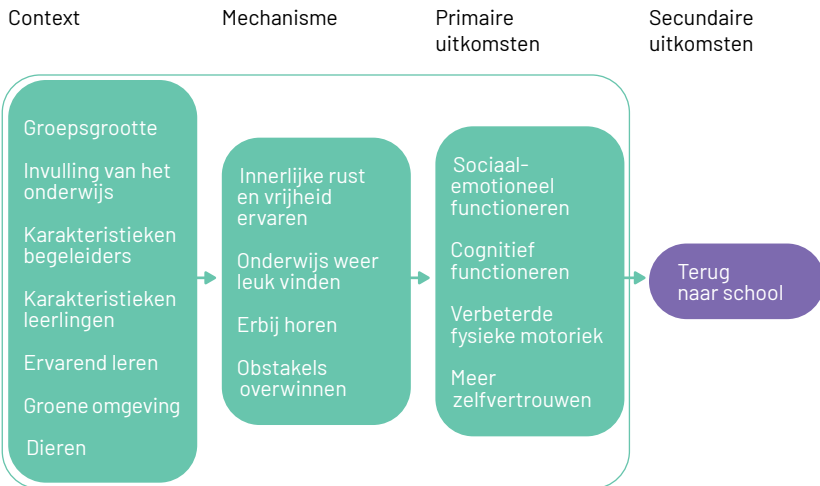 Context
Mechanisme
Primaire
uitkomsten
Secundaire
uitkomsten
Groepsgrootte
Invulling van het
onderwijs
Karakteristieken
begeleiders
Karakteristieken
leerlingen
Ervarend leren
Groene omgeving
Dieren
Innerlijke rust
en vrijheid
ervaren
Onderwijs weer
leuk vinden
Erbij horen
Obstakels
overwinnen
Sociaal-
emotioneel
functioneren
Cognitief
functioneren
Verbeterde
fysieke motoriek
Meer
zelfvertrouwen
Terug
naar school